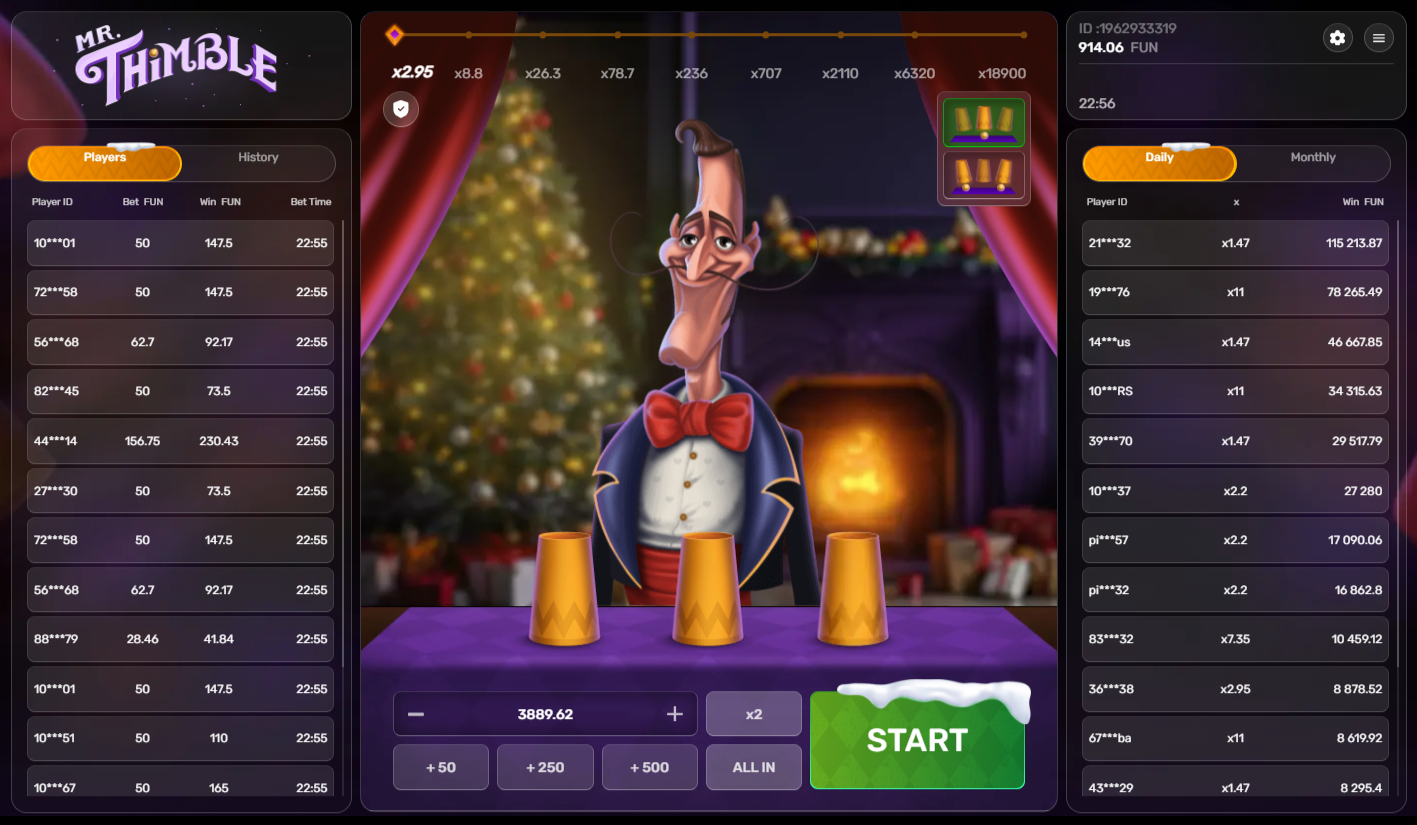 MR.
THIMBLE
Players History
Player ID Bet FUN Win FUN Bet Time
10***01 50 147.5 22:55
72***58 50 147.5 22:55
56***68 62.7 92.17 22:55
82***45 50 73.5 22:55
44***14 156.75 230.43 22:55
27***30 50 73.5 22:55
72***58 50 147.5 22:55
56***68 62.7 92.17 22:55
88***79 28.46 41.84 22:55
10***01 50 147.5 22:55
10***51 50 110 22:55
10***67 50 165 22:55
x2.95 x8.8 x26.3 x78.7 x236 x707 x2110 x6320 x18900
3889.62
x2
+ 50 + 250 + 500 ALL IN
START
ID :1962933319
914.06 FUN
22:56
Daily Monthly
Player ID x Win FUN
21***32 x1.47 115 213.87
19***76 x11 78 265.49
14***us x1.47 46 667.85
10***RS x11 34 315.63
39***70 x1.47 29 517.79
10***37 x2.2 27 280
pi***57 x2.2 17 090.06
pi***32 x2.2 16 862.8
83***32 x7.35 10 459.12
36***38 x2.95 8 878.52
67***ba x11 8 619.92
43***29 x1.47 8 295.4